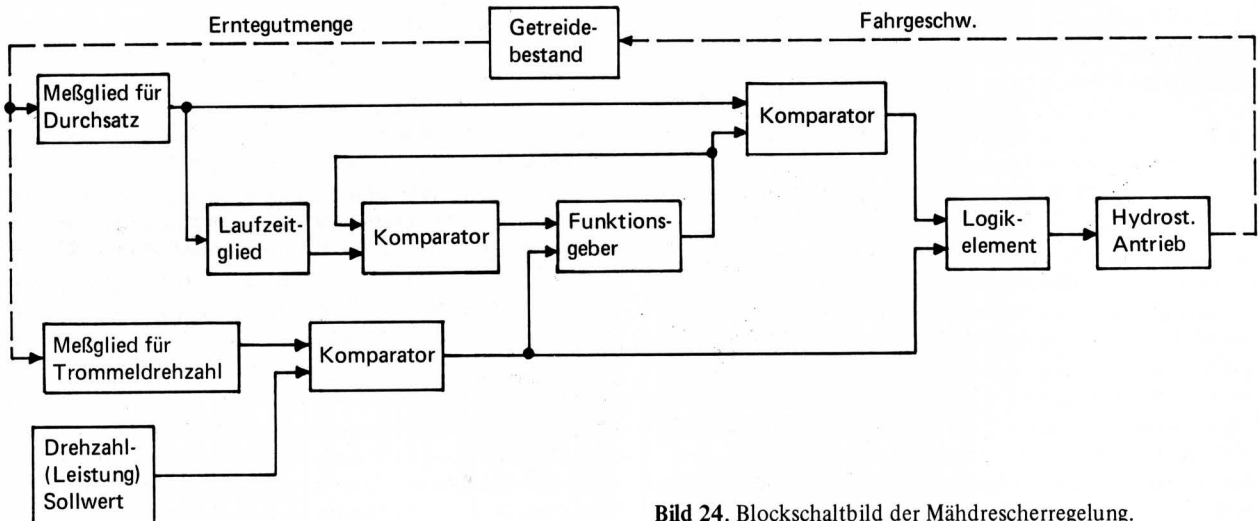 Erntegutmenge
Getreide-
bestand
Fahrgeschw.
Meßglied für
Durchsatz
Komparator
Laufzeit-
glied
Komparator
Funktions-
geber
Logik-
element
Hydrost.
Antrieb
Meßglied für
Trommeldrehzahl
Komparator
Drehzahl-
(Leistung)
Sollwert
Bild 24. Blockschaltbild der Mähdrescherregelung.